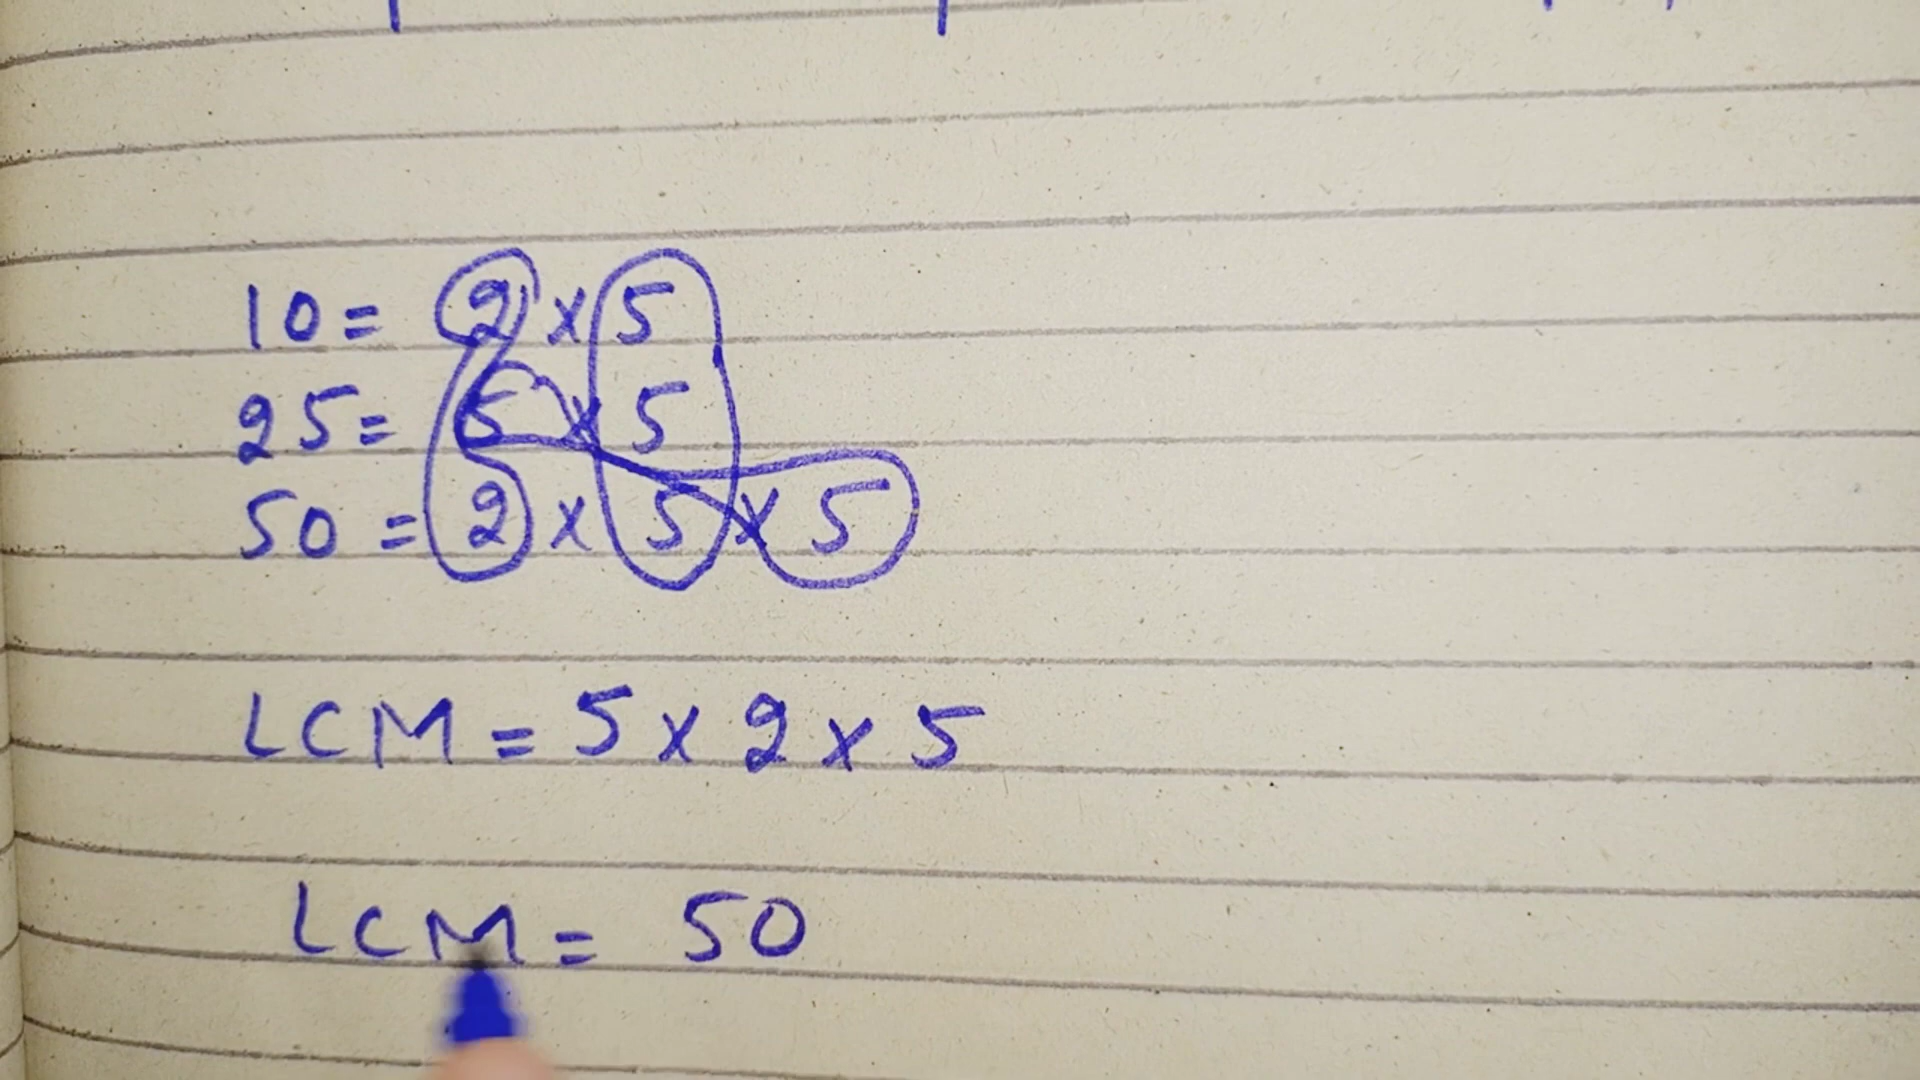 10= 2 x 5
25= 5 x 5
50= 2 x 5 x 5
LCM = 5 x 2 x 5
LCM = 50